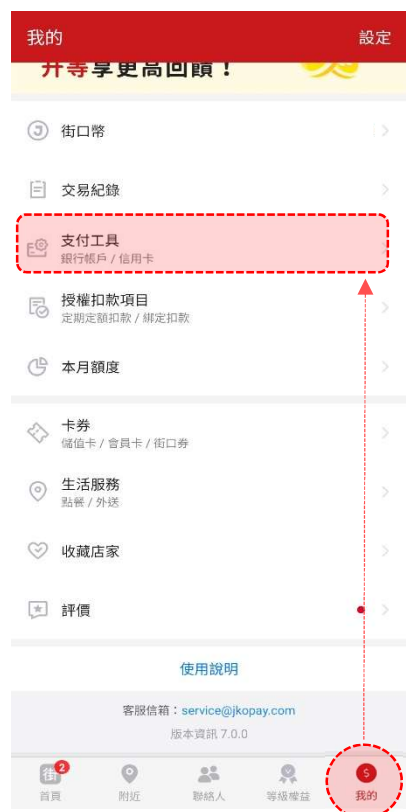 我的
設定
升等享更高回饋！
街口幣
交易紀錄
支付工具
銀行帳戶 / 信用卡
授權扣款項目
定期定額扣款 / 綁定扣款
本月額度
卡券
儲值卡 / 會員卡 / 街口券
生活服務
點餐 / 外送
收藏店家
評價
使用說明
客服信箱：service@jkopay.com
版本資訊 7.0.0
街 2
首頁
附近
聯絡人
等級權益
我的